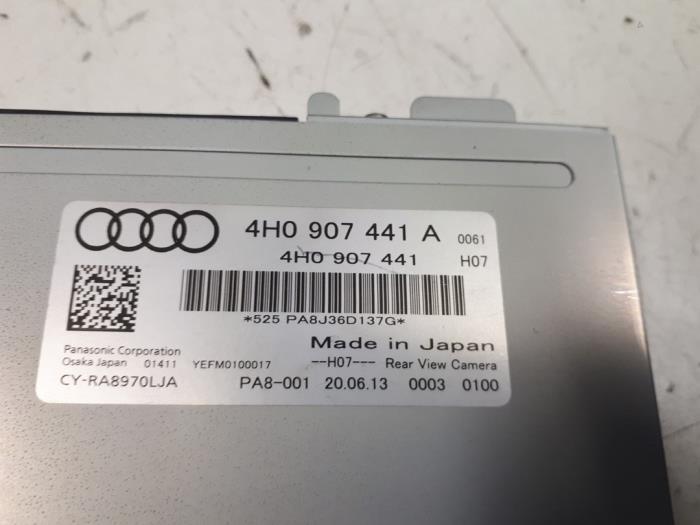 4H0 907 441 A 0061
4H0 907 441 H07
*525 PA8J36D137G*
Made in Japan
Panasonic Corporation
Osaka Japan 01411 YEFM0100017 --H07--- Rear View Camera
CY-RA8970LJA PA8-001 20.06.13 0003 0100